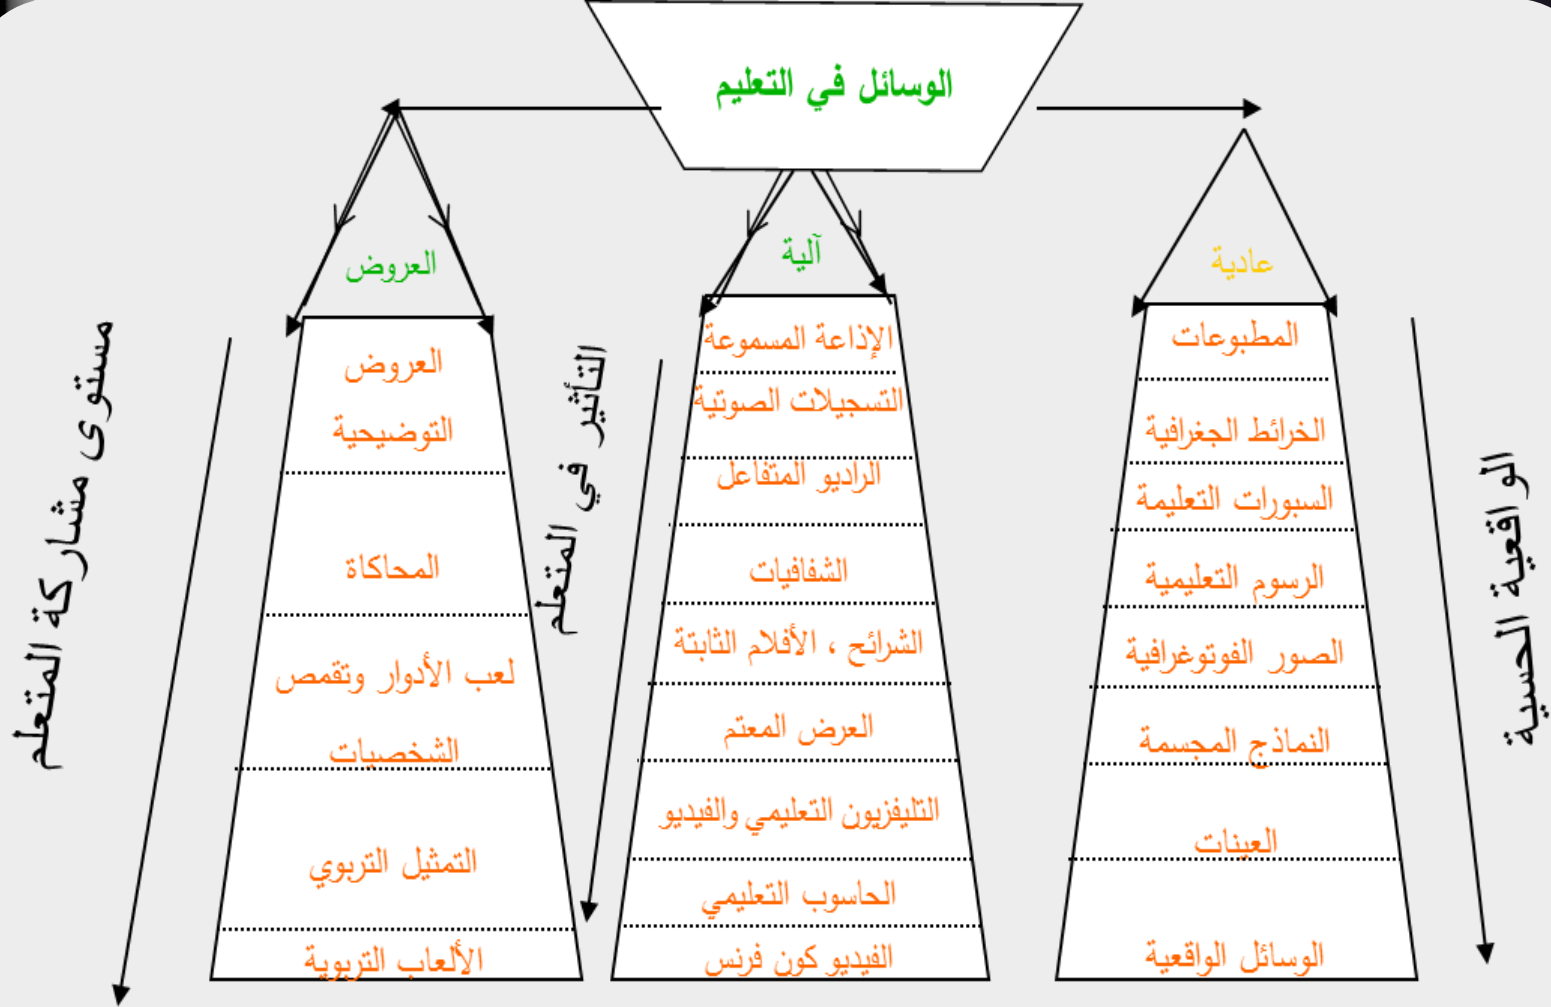 الوسائل في التعليم
عادية
المطبوعات
الخرائط الجغرافية
السبورات التعليمة
الرسوم التعليمية
الصور الفوتوغرافية
النماذج المجسمة
العينات
الوسائل الواقعية
الواقعية الحسية
آلية
الإذاعة المسموعة
التسجيلات الصوتية
الراديو المتفاعل
الشفافيات
الشرائح ، الأفلام الثابتة
العرض المعتم
التليفزيون التعليمي والفيديو
الحاسوب التعليمي
الفيديو كون فرنس
التأثير في المتعلم
العروض
العروض
التوضيحية
المحاكاة
لعب الأدوار وتقمص
الشخصيات
التمثيل التربوي
الألعاب التربوية
مستوى مشاركة المتعلم